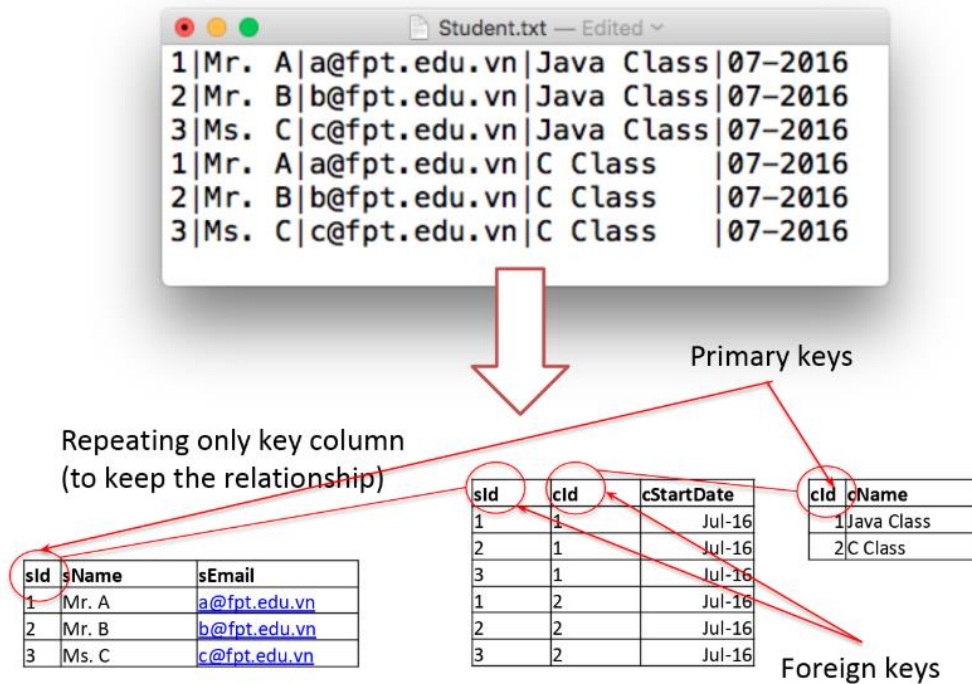 Student.txt — Edited
1|Mr. A|a@fpt.edu.vn|Java Class|07-2016
2|Mr. B|b@fpt.edu.vn|Java Class|07-2016
3|Ms. C|c@fpt.edu.vn|Java Class|07-2016
1|Mr. A|a@fpt.edu.vn|C Class   |07-2016
2|Mr. B|b@fpt.edu.vn|C Class   |07-2016
3|Ms. C|c@fpt.edu.vn|C Class   |07-2016
Primary keys
Repeating only key column
(to keep the relationship)
sId sName sEmail
1 Mr. A a@fpt.edu.vn
2 Mr. B b@fpt.edu.vn
3 Ms. C c@fpt.edu.vn
sId cId cStartDate
1 1 Jul-16
2 1 Jul-16
3 1 Jul-16
1 2 Jul-16
2 2 Jul-16
3 2 Jul-16
cId cName
1 Java Class
2 C Class
Foreign keys